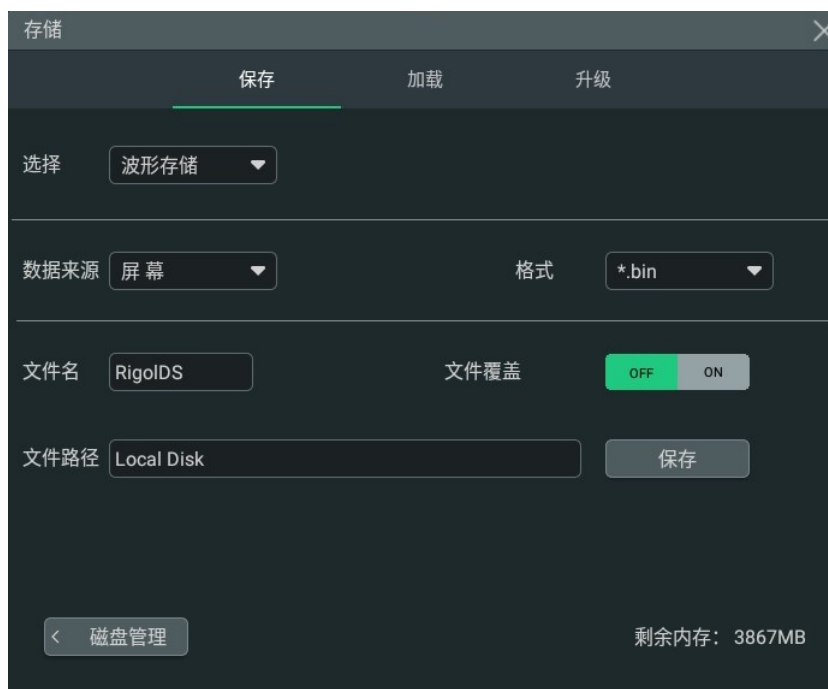 存储
保存 加载 升级
选择 波形存储
数据来源 屏 幕 格式 *.bin
文件名 RigolDS 文件覆盖 OFF ON
文件路径 Local Disk 保存
磁盘管理 剩余内存： 3867MB